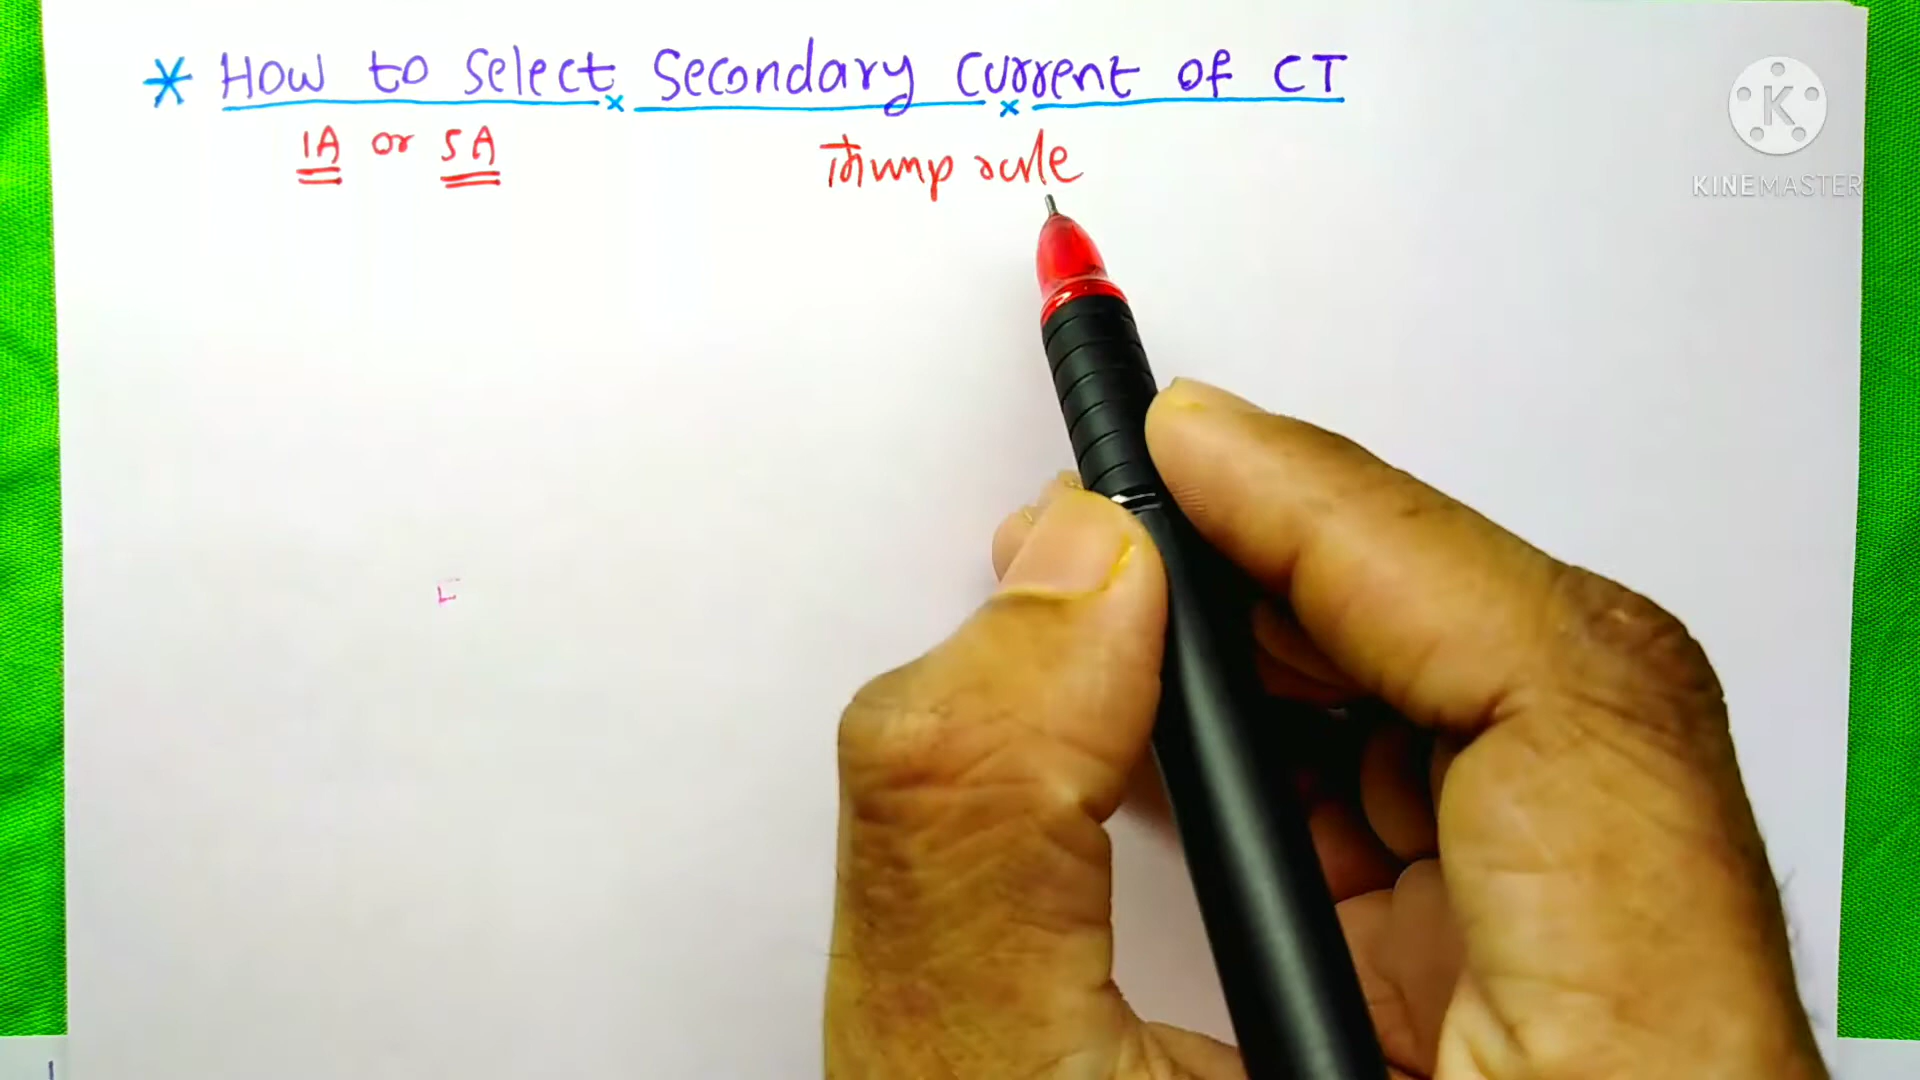 * How to select secondary current of CT
1A or 5A
Thump rule
KINEMASTER